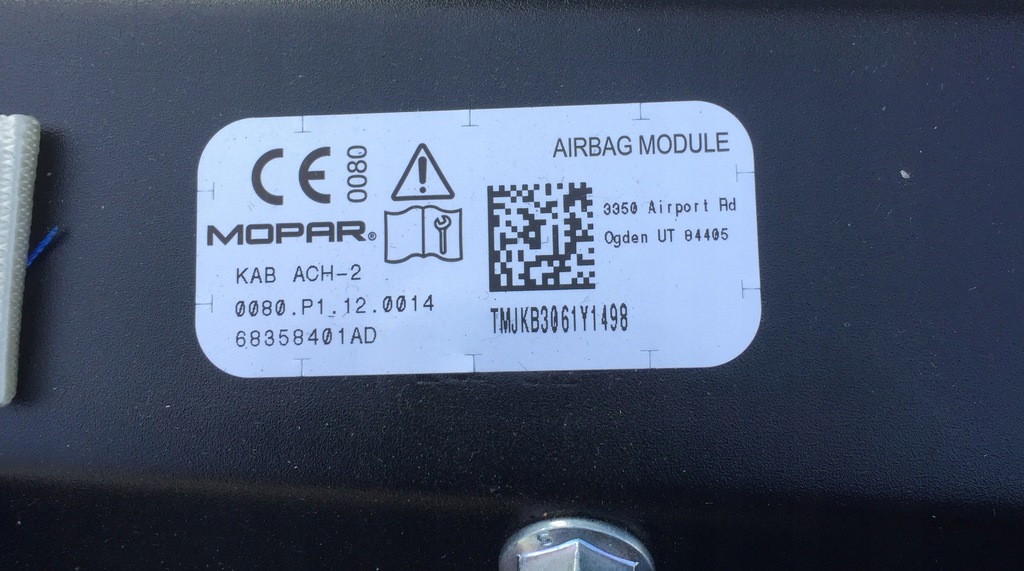 CE 0080
MOPAR®
KAB ACH-2
0080.P1.12.0014
68358401AD
AIRBAG MODULE
3350 Airport Rd
Ogden UT 84405
TMJKB3061Y1498